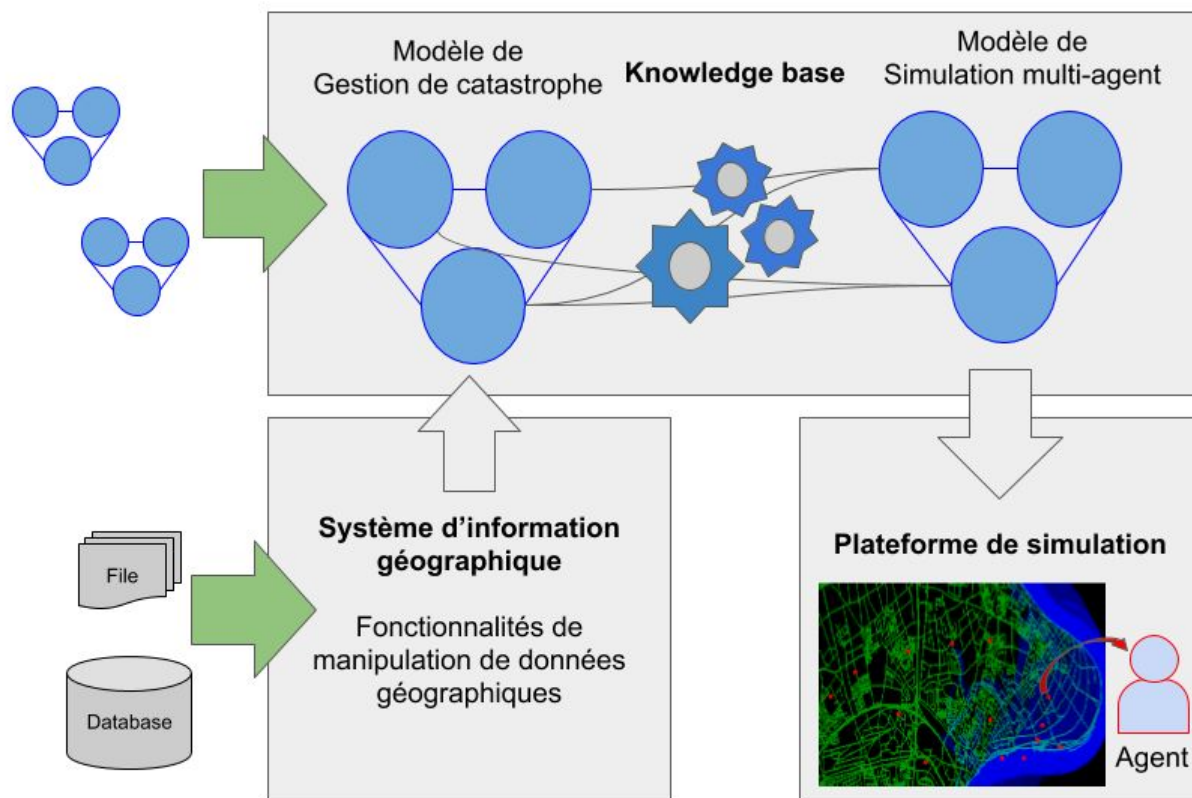 Modèle de
Gestion de catastrophe
Knowledge base
Modèle de
Simulation multi-agent
Système d’information
géographique
Fonctionnalités de
manipulation de données
géographiques
File
Database
Plateforme de simulation
Agent